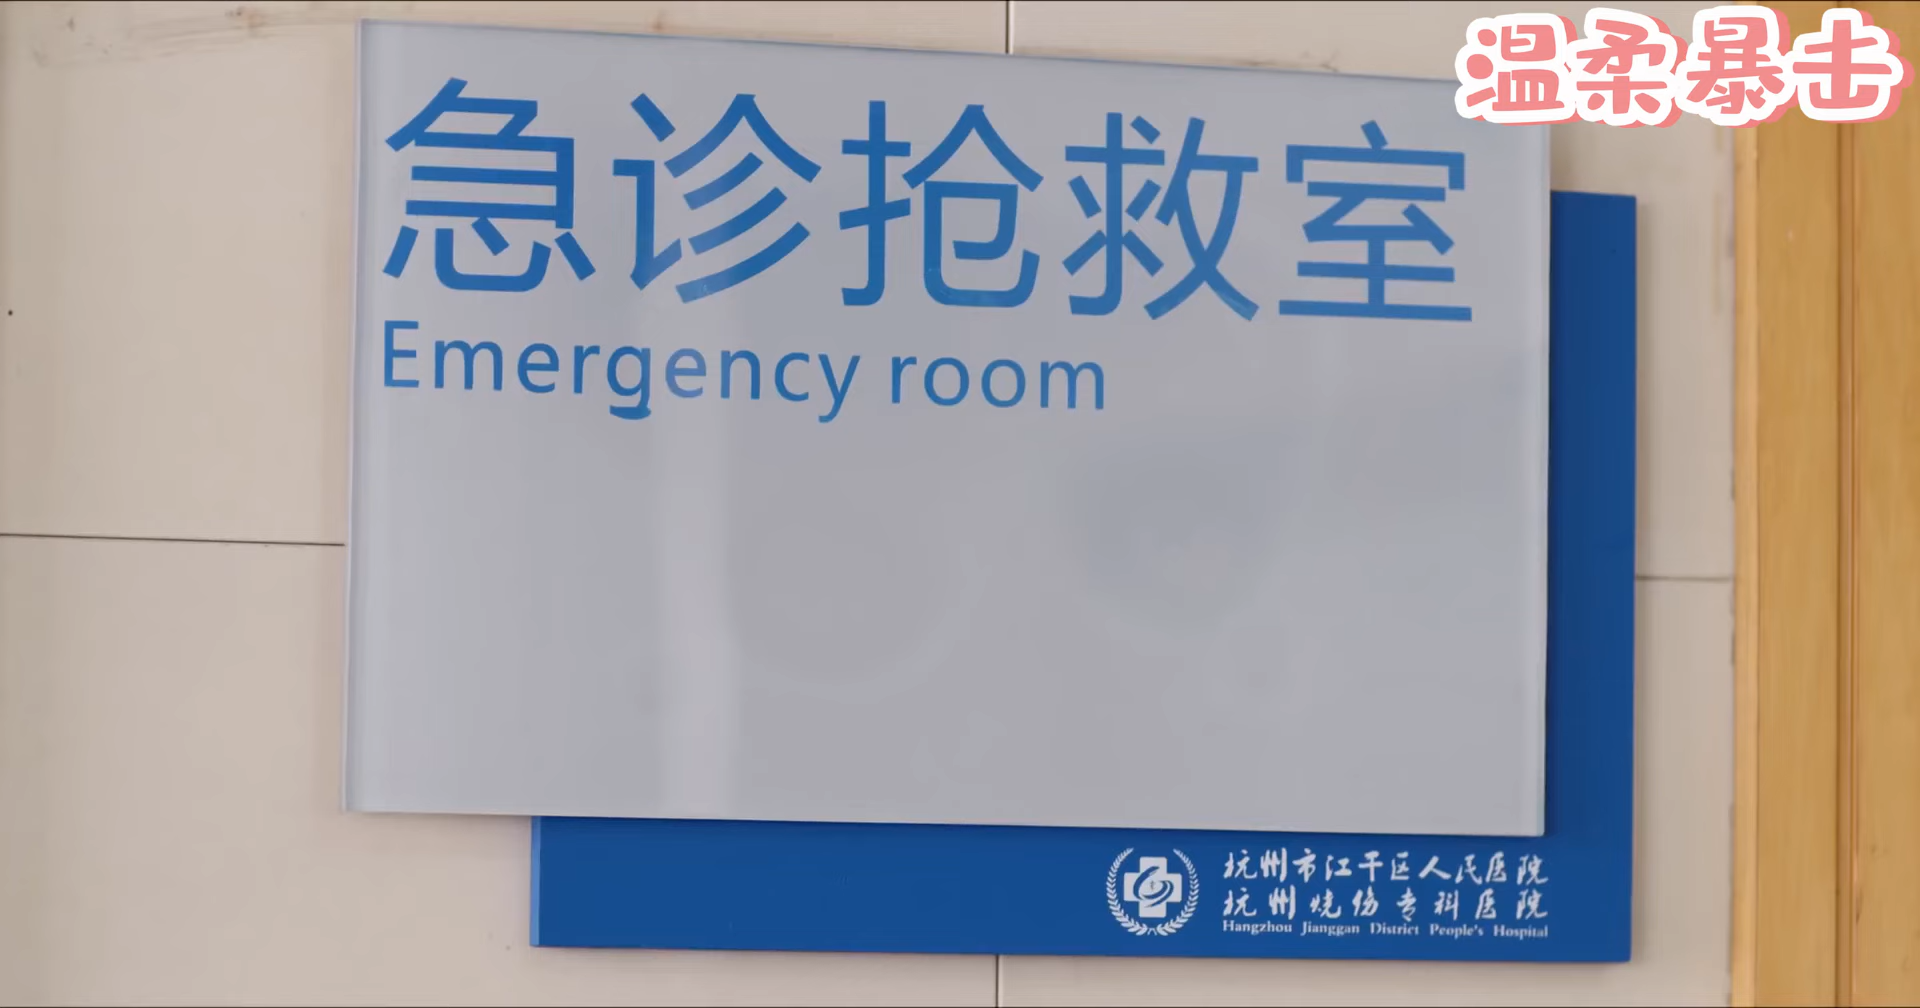 温柔暴击
急诊抢救室
Emergency room
杭州市江干区人民医院
杭州烧伤专科医院
Hangzhou Jianggan District People's Hospital